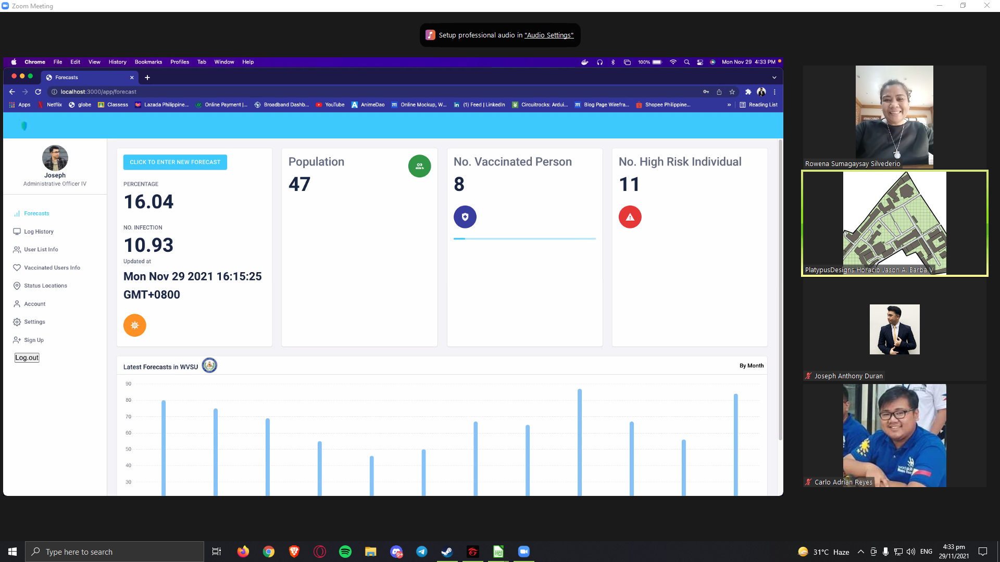 Zoom Meeting
Setup professional audio in "Audio Settings"
Chrome File Edit View History Bookmarks Profiles Tab Window Help
100% Mon Nov 29 4:33 PM
Forecasts
localhost:3000/app/forecast
Apps Netflix globe Classess Lazada Philippine... Online Payment |... Broadband Dashb... YouTube AnimeDao Online Mockup, W... (1) Feed | LinkedIn Circuitrocks: Ardui... Blog Page Wirefra... Shopee Philippine... » Reading List
Joseph
Administrative Officer IV
Forecasts
Log History
User List Info
Vaccinated Users Info
Status Locations
Account
Settings
Sign Up
Log.out
CLICK TO ENTER NEW FORECAST
PERCENTAGE
16.04
NO. INFECTION
10.93
Updated at
Mon Nov 29 2021 16:15:25
GMT+0800
Population
47
No. Vaccinated Person
8
No. High Risk Individual
11
Latest Forecasts in WVSU
By Month
90
80
70
60
50
40
30
Rowena Sumagaysay Silvederio
PlatypusDesigns Horacio Jason A. Barba V
Joseph Anthony Duran
Carlo Adrian Reyes
Type here to search
9+
31°C Haze
ENG
4:33 pm
29/11/2021